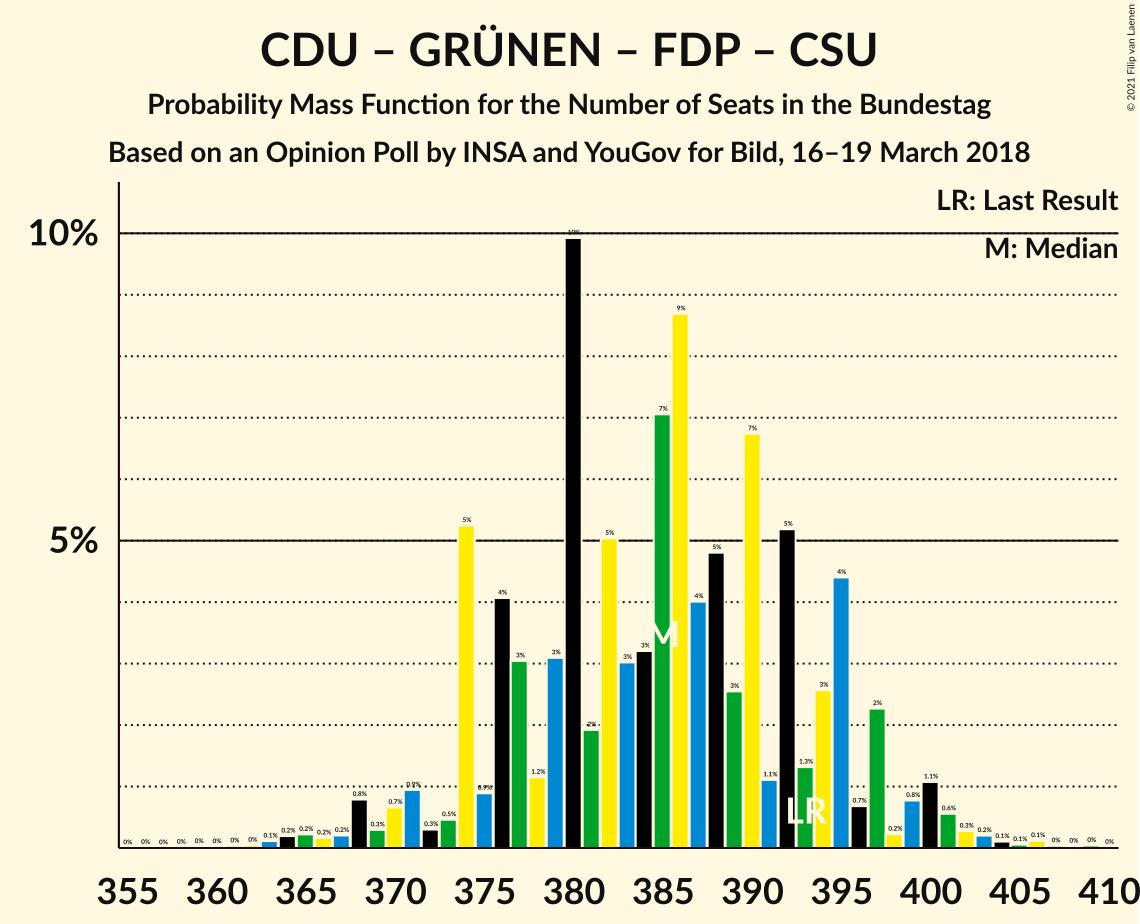 CDU – GRÜNEN – FDP – CSU
Probability Mass Function for the Number of Seats in the Bundestag
Based on an Opinion Poll by INSA and YouGov for Bild, 16–19 March 2018
© 2021 Filip van Laenen
LR: Last Result
M: Median
10%
5%
0% 0% 0% 0% 0% 0% 0% 0% 0.1% 0.2% 0.2% 0.2% 0.2% 0.8% 0.3% 0.7% 0.9% 0.3% 0.5% 5% 0.9% 4% 3% 1.2% 3% 10% 2% 5% 3% 3% 7% 9% 4% 5% 3% 7% 1.1% 5% 1.3% 3% 4% 0.7% 2% 0.2% 0.8% 1.1% 0.6% 0.3% 0.2% 0.1% 0.1% 0.1% 0% 0% 0% 0%
M
LR
355 360 365 370 375 380 385 390 395 400 405 410